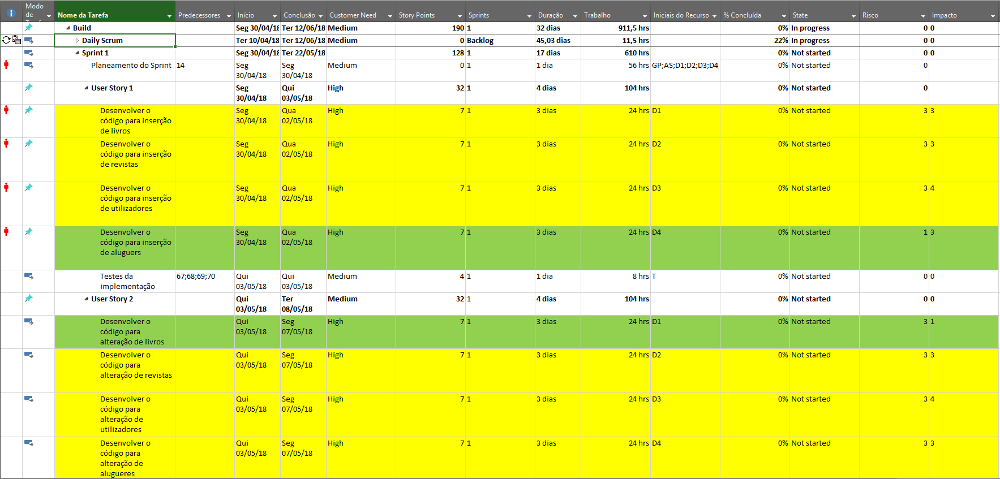 Modo de Nome da Tarefa Predecessores Início Conclusão Customer Need Story Points Sprints Duração Trabalho Iniciais do Recurso % Concluída State Risco Impacto
Build Seg 30/04/18 Ter 12/06/18 Medium 190 1 32 dias 911,5 hrs 0% In progress 0 0
Daily Scrum Ter 10/04/18 Ter 12/06/18 Medium 0 Backlog 45,03 dias 11,5 hrs 22% In progress 0 0
Sprint 1 Seg 30/04/18 Ter 22/05/18 128 1 17 dias 610 hrs 0% Not started 0 0
Planeamento do Sprint 14 Seg Seg Medium 0 1 1 dia 56 hrs GP;AS;D1;D2;D3;D4 0% Not started 0
30/04/18 30/04/18
User Story 1 Seg Qui High 32 1 4 dias 104 hrs 0% Not started 0
30/04/18 03/05/18
Desenvolver o Seg Qua High 7 1 3 dias 24 hrs D1 0% Not started 3 3
código para inserção 30/04/18 02/05/18
de livros
Desenvolver o Seg Qua High 7 1 3 dias 24 hrs D2 0% Not started 3 3
código para inserção 30/04/18 02/05/18
de revistas
Desenvolver o Seg Qua High 7 1 3 dias 24 hrs D3 0% Not started 3 4
código para inserção 30/04/18 02/05/18
de utilizadores
Desenvolver o Seg Qua High 7 1 3 dias 24 hrs D4 0% Not started 1 3
código para inserção 30/04/18 02/05/18
de aluguers
Testes da 67;68;69;70 Qui Qui Medium 4 1 1 dia 8 hrs T 0% Not started 0 0
implementação 03/05/18 03/05/18
User Story 2 Qui Ter Medium 32 1 4 dias 104 hrs 0% Not started 0 0
03/05/18 08/05/18
Desenvolver o Qui Seg High 7 1 3 dias 24 hrs D1 0% Not started 3 1
código para 03/05/18 07/05/18
alteração de livros
Desenvolver o Qui Seg High 7 1 3 dias 24 hrs D2 0% Not started 3 3
código para 03/05/18 07/05/18
alteração de revistas
Desenvolver o Qui Seg High 7 1 3 dias 24 hrs D3 0% Not started 3 4
código para 03/05/18 07/05/18
alteração de
utilizadores
Desenvolver o Qui Seg High 7 1 3 dias 24 hrs D4 0% Not started 3 3
código para 03/05/18 07/05/18
alteração de
alugueres